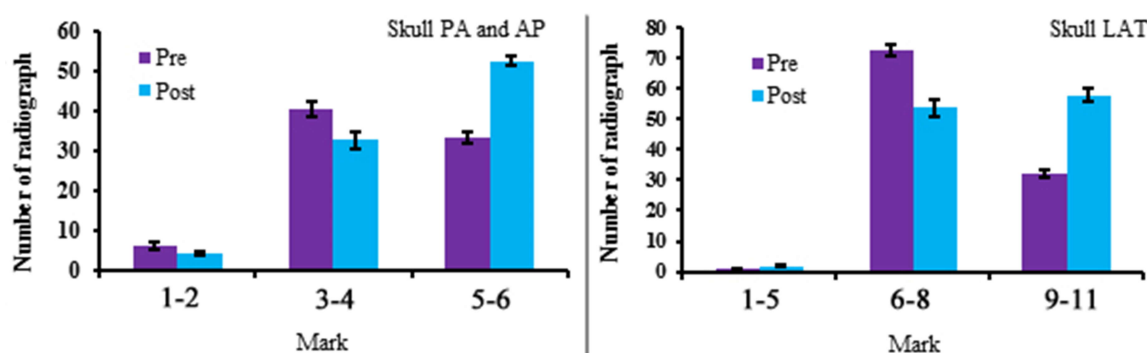 Skull PA and AP
Number of radiograph
60
50
40
30
20
10
0
Pre
Post
1-2
3-4
5-6
Mark
Skull LAT
Number of radiograph
80
70
60
50
40
30
20
10
0
Pre
Post
1-5
6-8
9-11
Mark